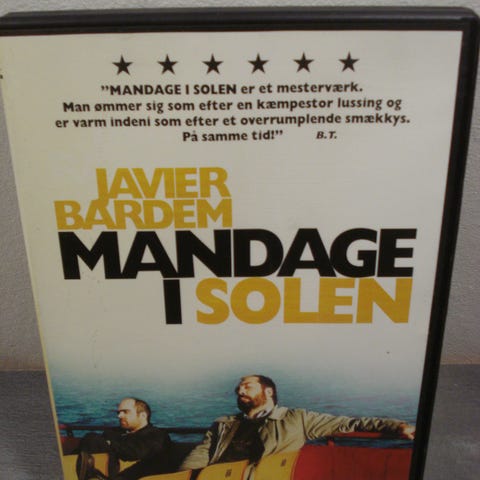 "MANDAGE I SOLEN er et mesterværk.
Man ømmer sig som efter en kæmpestor lussing og
er varm indeni som efter et overrumplende smækkys.
På samme tid!" B.T.
JAVIER
BARDEM
MANDAGE
I SOLEN